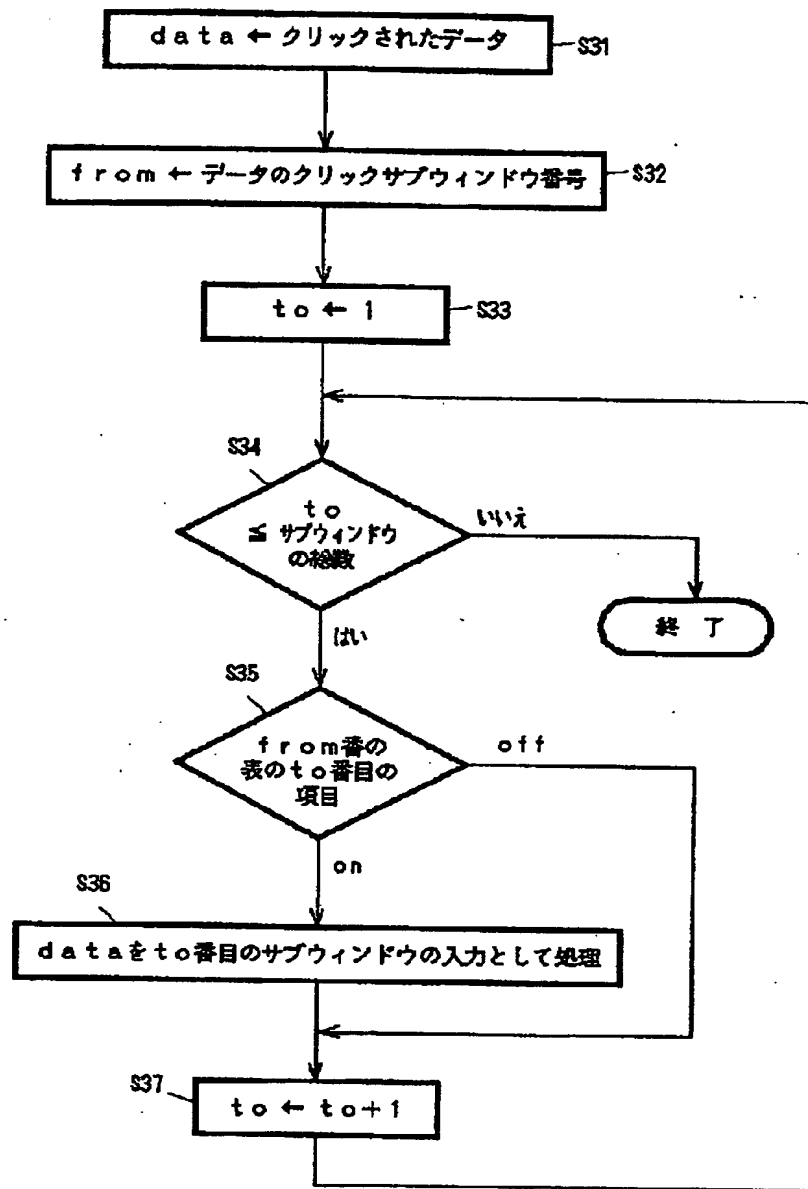 data ← クリックされたデータ
S31
from ← データのクリックサブウィンドウ番号
S32
to ← 1
S33
S34
to
≦ サブウィンドウ
の総数
いいえ
終 了
はい
S35
from番の
表のto番目の
項目
off
on
S36
dataをto番目のサブウィンドウの入力として処理
S37
to ← to+1